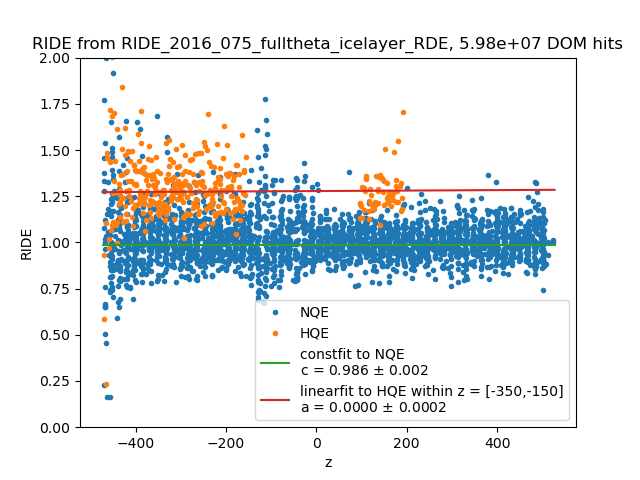 RIDE from RIDE_2016_075_fulltheta_icelayer_RDE, 5.98e+07 DOM hits
2.00
1.75
1.50
1.25
1.00
0.75
0.50
0.25
0.00
RIDE
NQE
HQE
constfit to NQE
c = 0.986 ± 0.002
linearfit to HQE within z = [-350,-150]
a = 0.0000 ± 0.0002
−400 −200 0 200 400
z